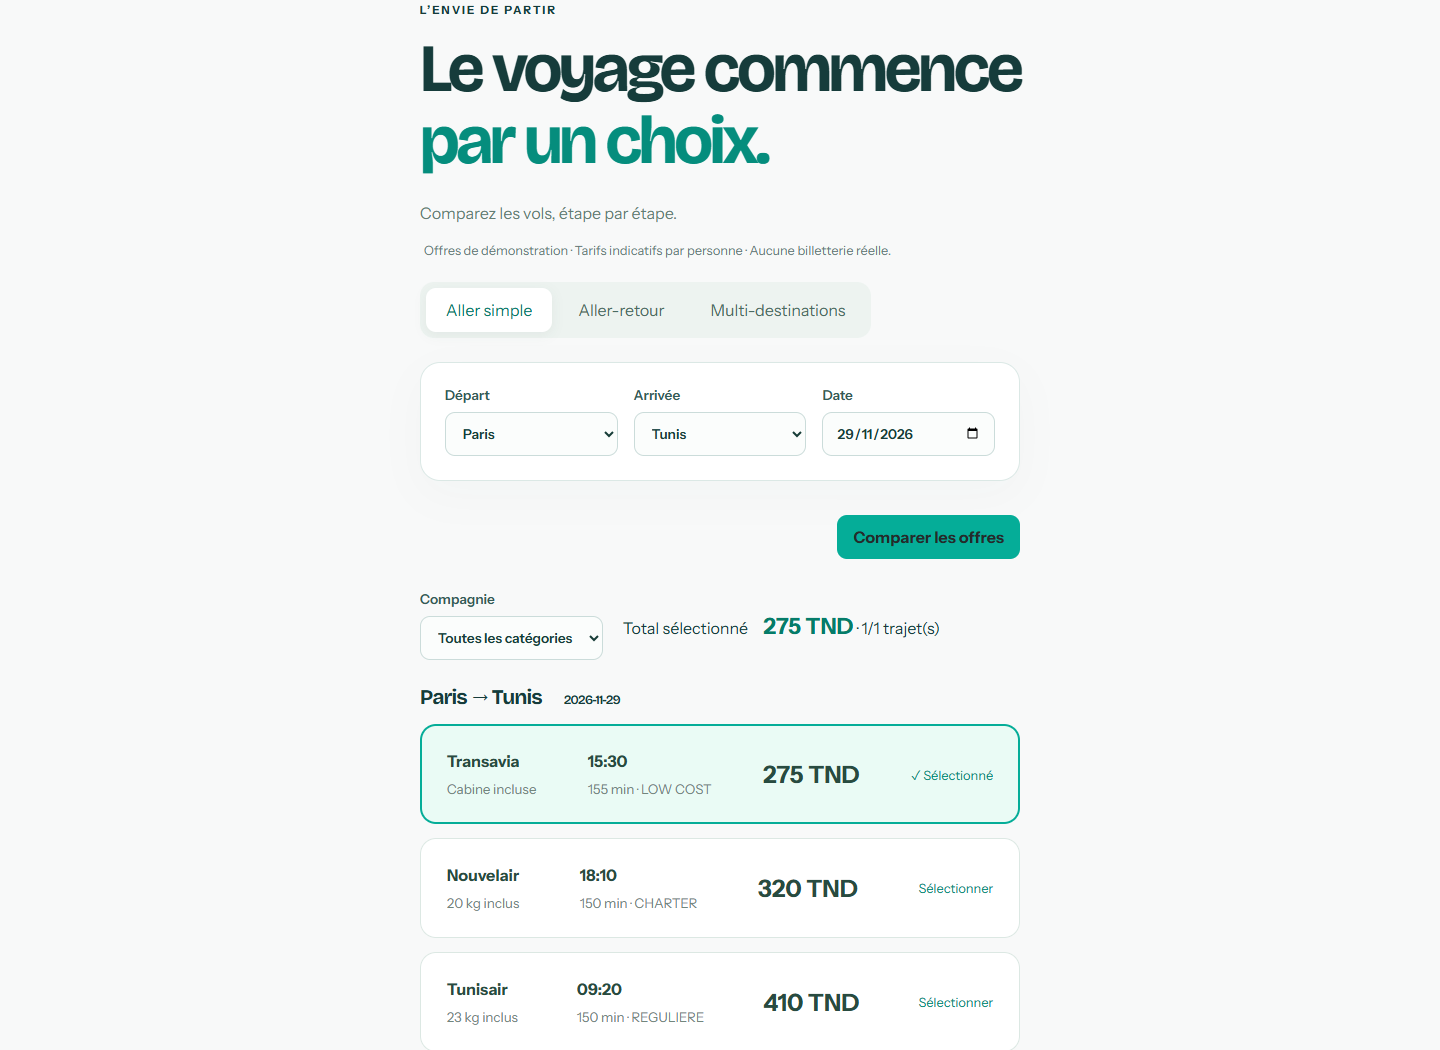 L'ENVIE DE PARTIR
Le voyage commence
par un choix.
Comparez les vols, étape par étape.
Offres de démonstration · Tarifs indicatifs par personne · Aucune billetterie réelle.
Aller simple Aller-retour Multi-destinations
Départ Arrivée Date
Paris Tunis 29/11/2026
Comparer les offres
Compagnie
Toutes les catégories Total sélectionné 275 TND · 1/1 trajet(s)
Paris → Tunis 2026-11-29
Transavia 15:30 275 TND ✓ Sélectionné
Cabine incluse 155 min · LOW COST
Nouvelair 18:10 320 TND Sélectionner
20 kg inclus 150 min · CHARTER
Tunisair 09:20 410 TND Sélectionner
23 kg inclus 150 min · REGULIERE